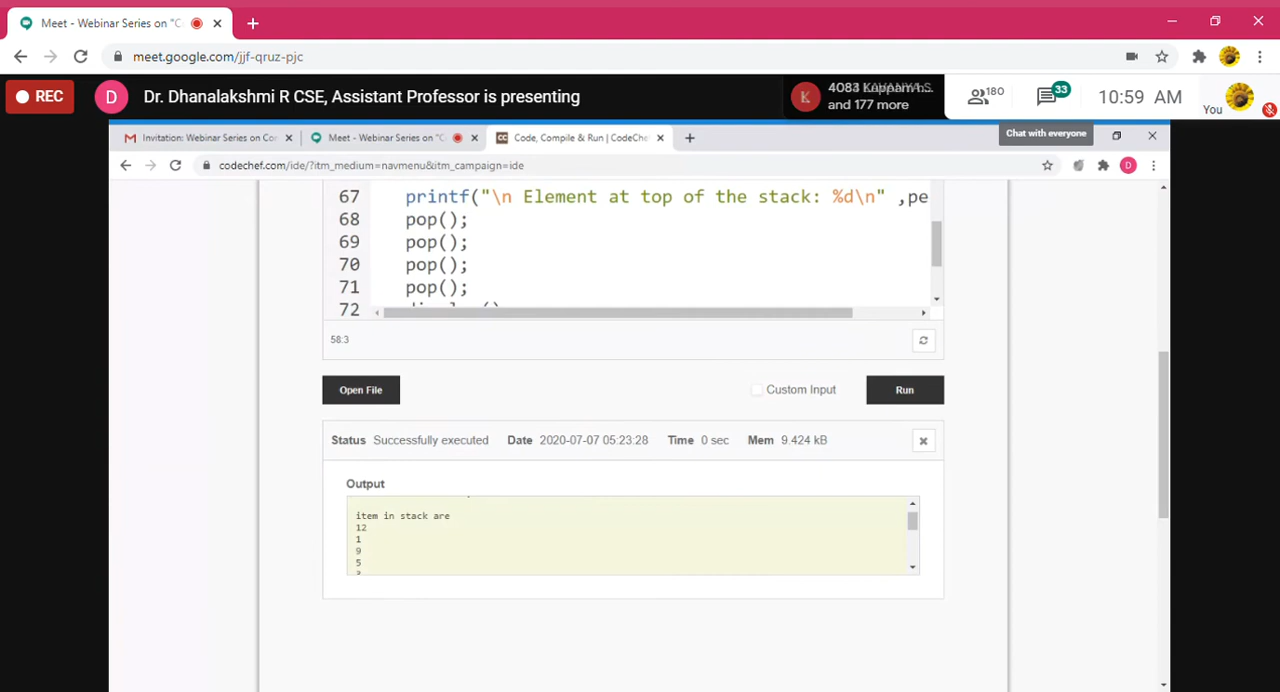 Meet - Webinar Series on "C
meet.google.com/jjf-qruz-pjc
REC
D
Dr. Dhanalakshmi R CSE, Assistant Professor is presenting
K
and 177 more
180
33
10:59 AM
You
Chat with everyone
Invitation: Webinar Series on Con
Meet - Webinar Series on "C
CC
Code, Compile & Run | CodeChe
codechef.com/ide/?itm_medium=navmenu&itm_campaign=ide
D
67 printf("\n Element at top of the stack: %d\n" ,pe
68 pop();
69 pop();
70 pop();
71 pop();
72
58:3
Open File
Custom Input
Run
Status Successfully executed Date 2020-07-07 05:23:28 Time 0 sec Mem 9.424 kB
Output
item in stack are
12
1
9
5